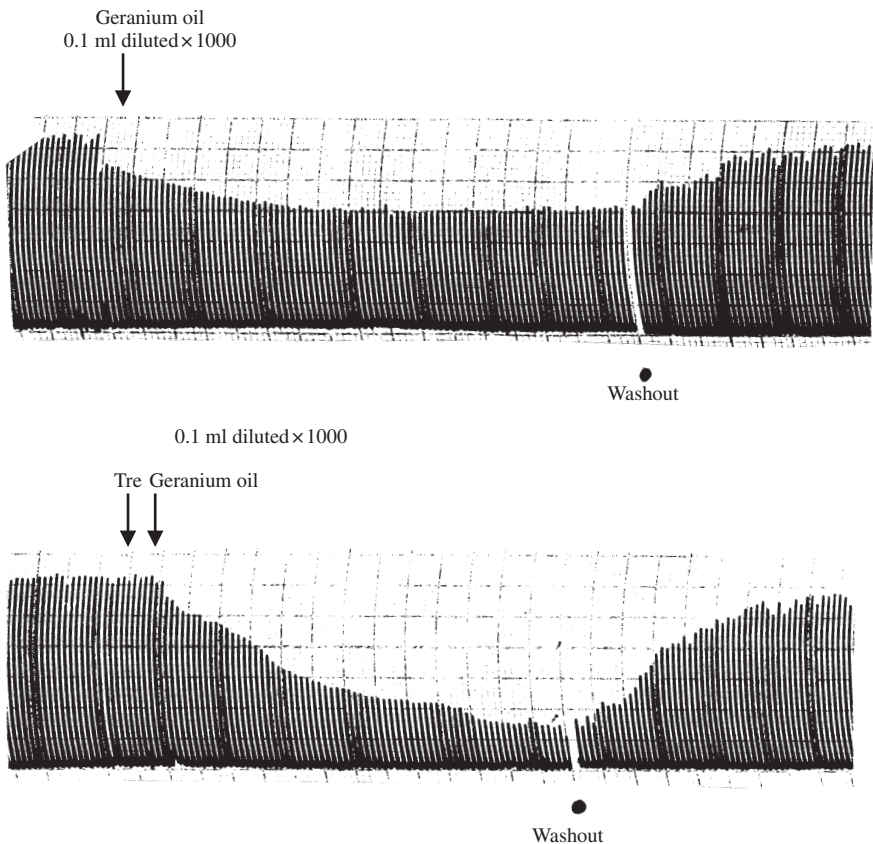 Geranium oil
0.1 ml diluted×1000
Washout
0.1 ml diluted×1000
Tre Geranium oil
Washout